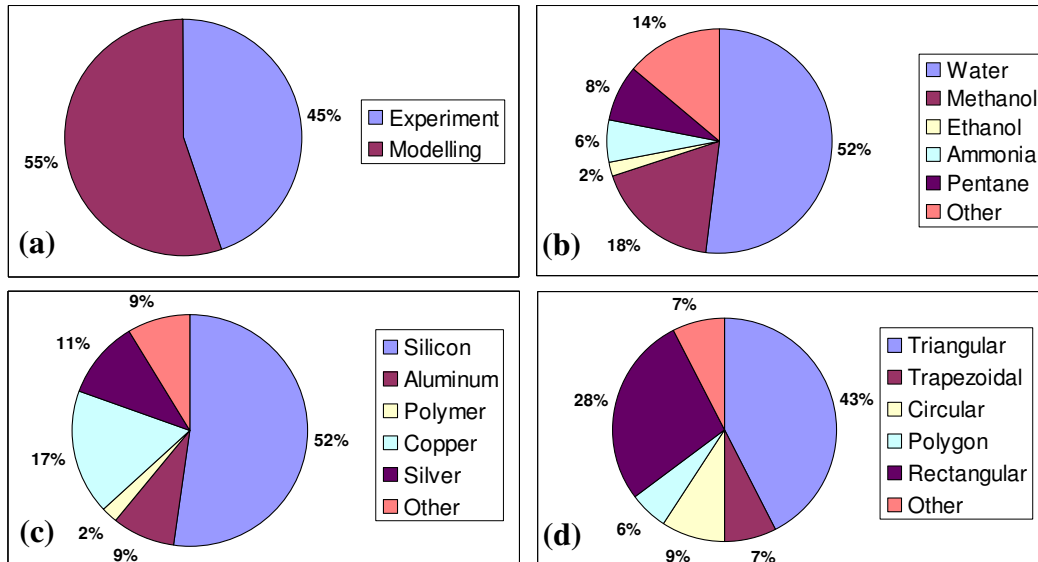 45%
55%
Experiment
Modelling
(a)
14%
8%
6%
2%
18%
52%
Water
Methanol
Ethanol
Ammonia
Pentane
Other
(b)
9%
11%
17%
2%
9%
52%
Silicon
Aluminum
Polymer
Copper
Silver
Other
(c)
7%
28%
6%
9%
7%
43%
Triangular
Trapezoidal
Circular
Polygon
Rectangular
Other
(d)